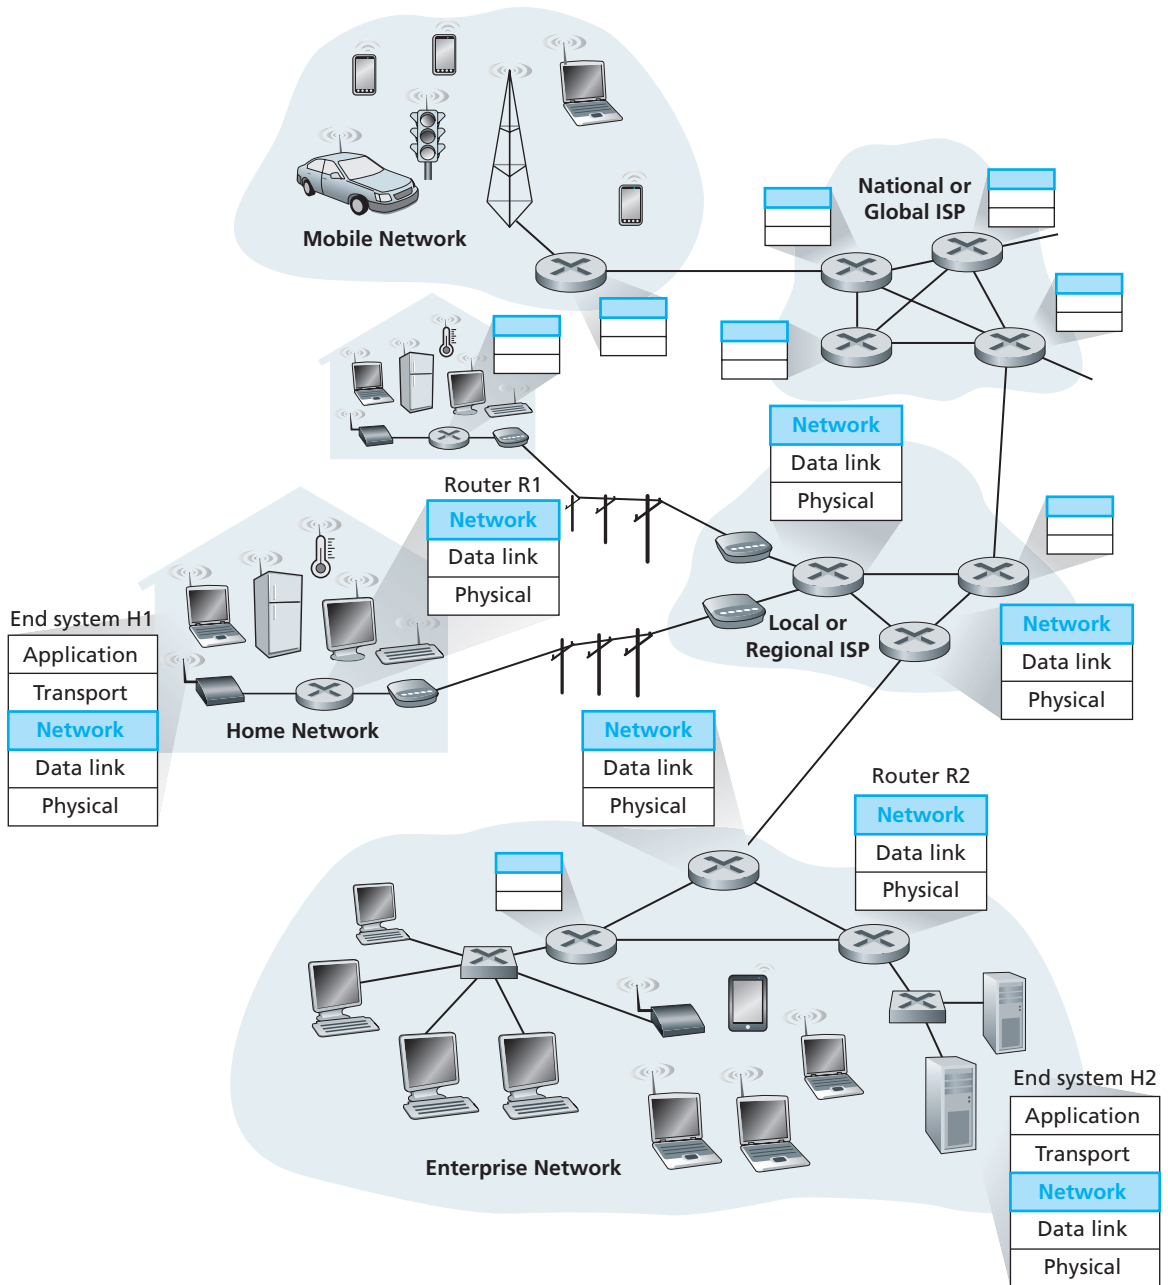 National or
Global ISP
Mobile Network
Network
Data link
Physical
Router R1
Network
Data link
Physical
End system H1
Application
Transport
Network
Data link
Physical
Home Network
Local or
Regional ISP
Network
Data link
Physical
Network
Data link
Physical
Router R2
Network
Data link
Physical
Enterprise Network
End system H2
Application
Transport
Network
Data link
Physical